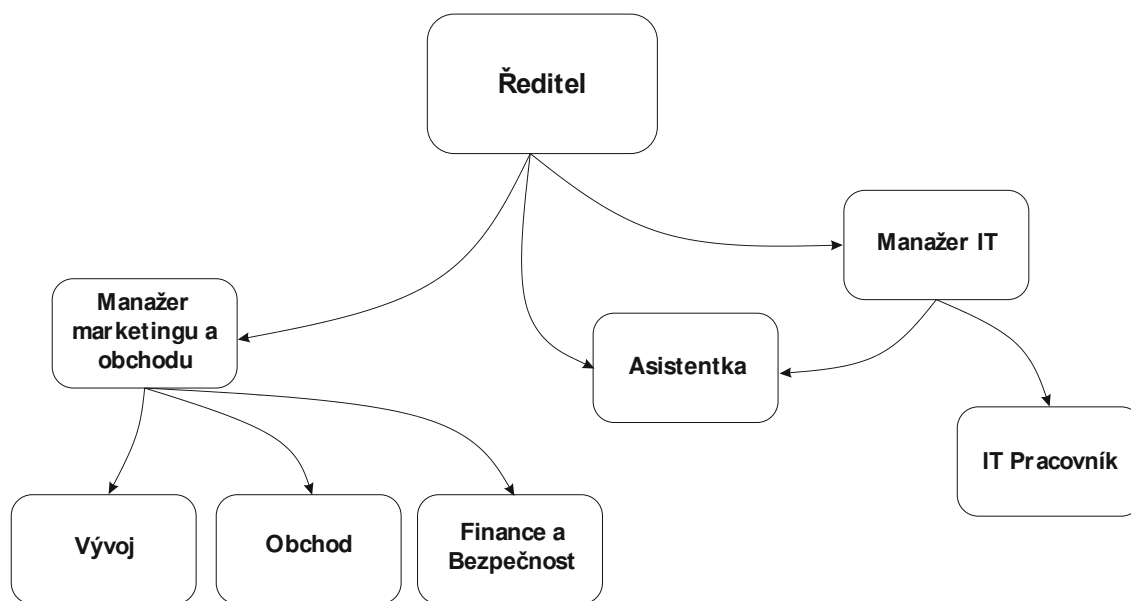 Ředitel
Manažer IT
Manažer
marketingu a
obchodu
Asistentka
IT Pracovník
Vývoj
Obchod
Finance a
Bezpečnost